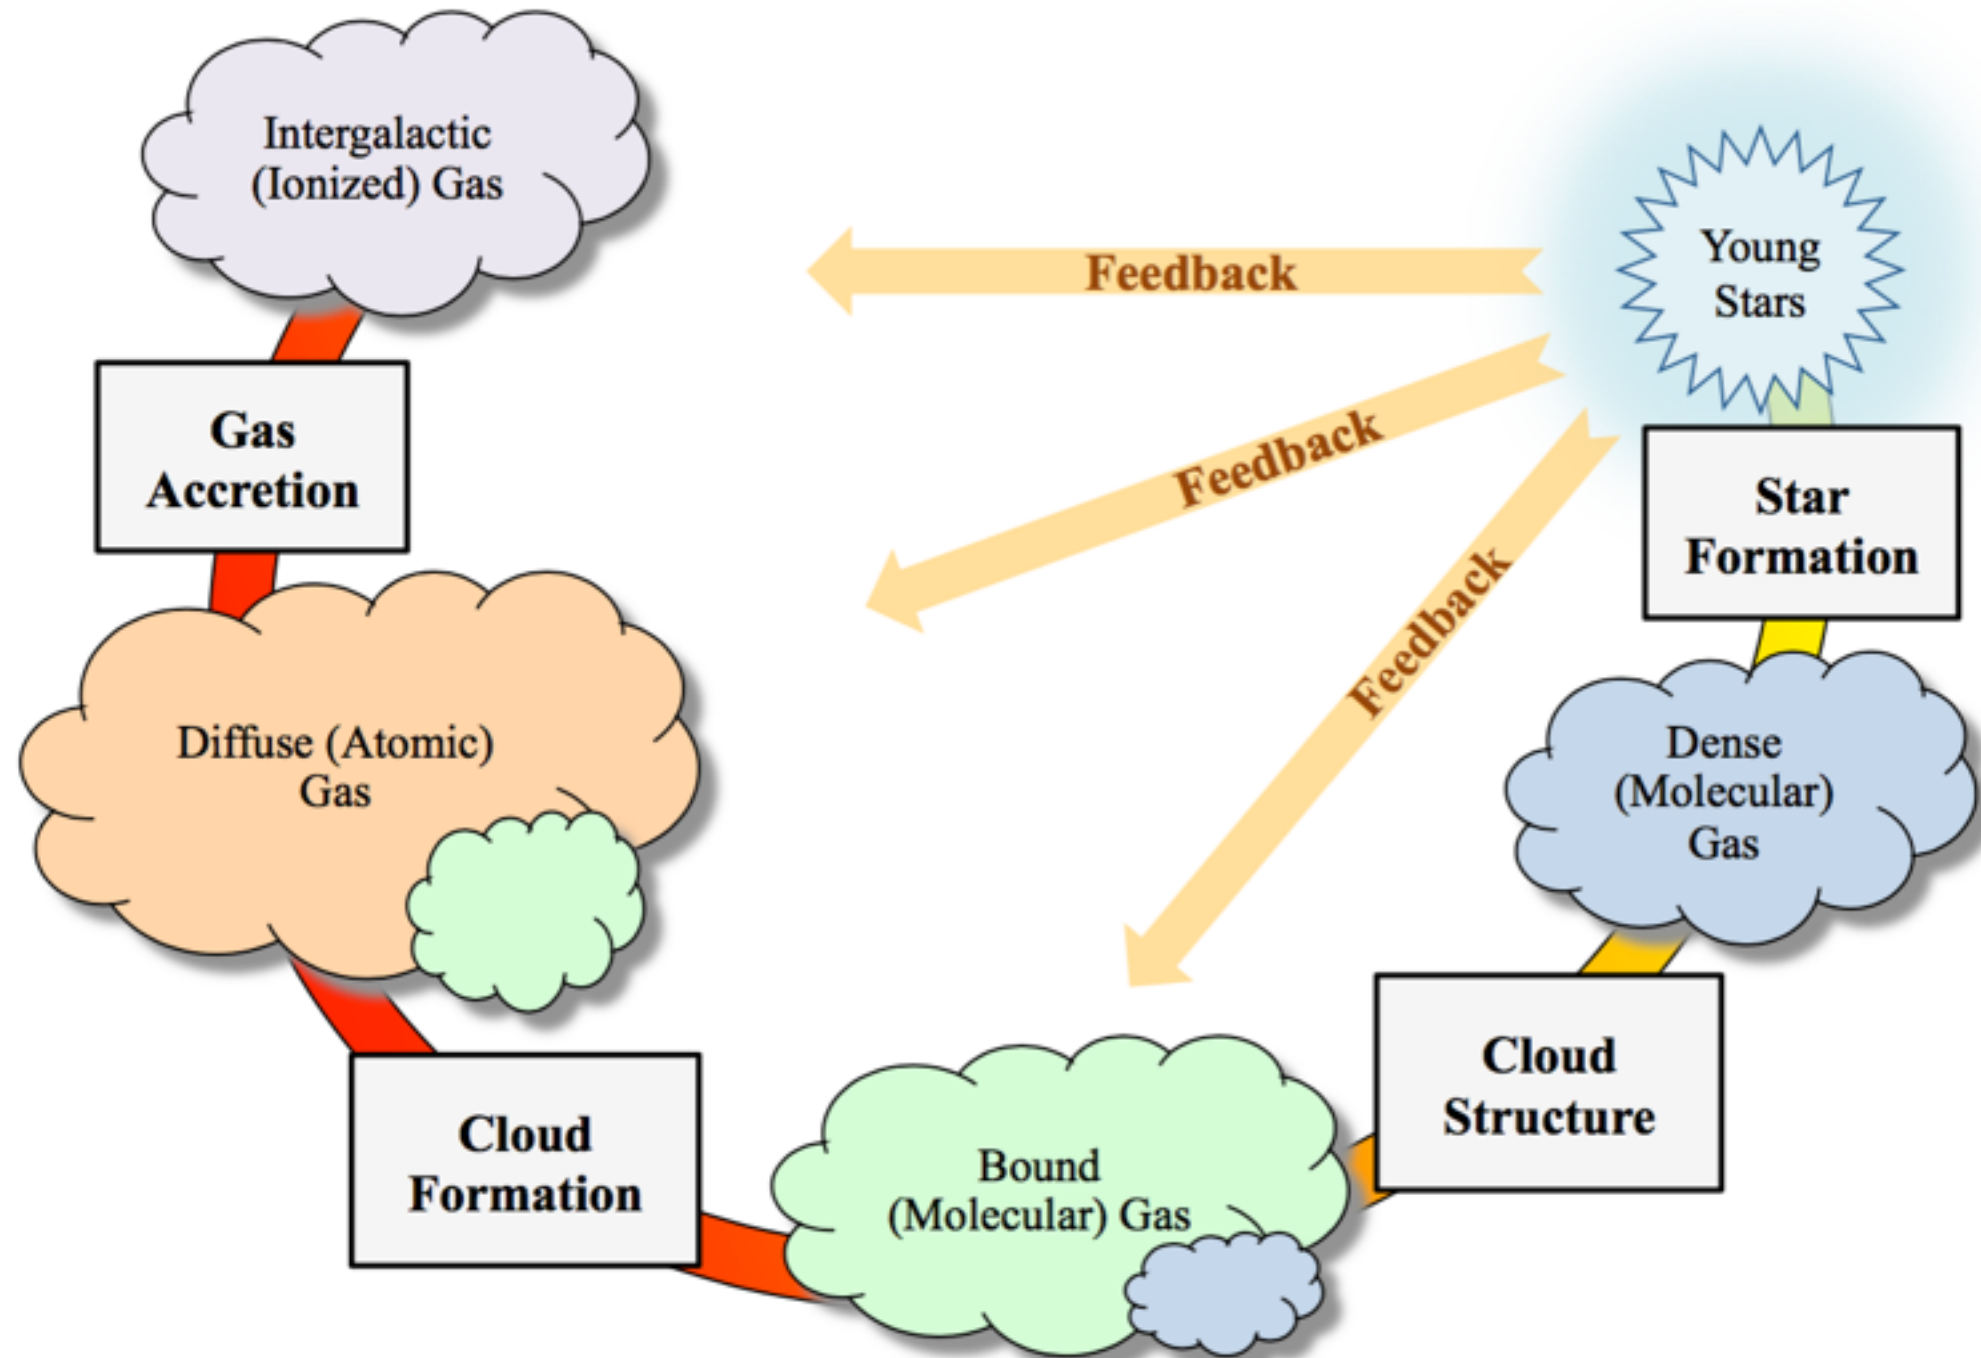 Intergalactic
(Ionized) Gas
Feedback
Young
Stars
Gas
Accretion
Feedback
Star
Formation
Feedback
Diffuse (Atomic)
Gas
Dense
(Molecular)
Gas
Cloud
Formation
Bound
(Molecular) Gas
Cloud
Structure